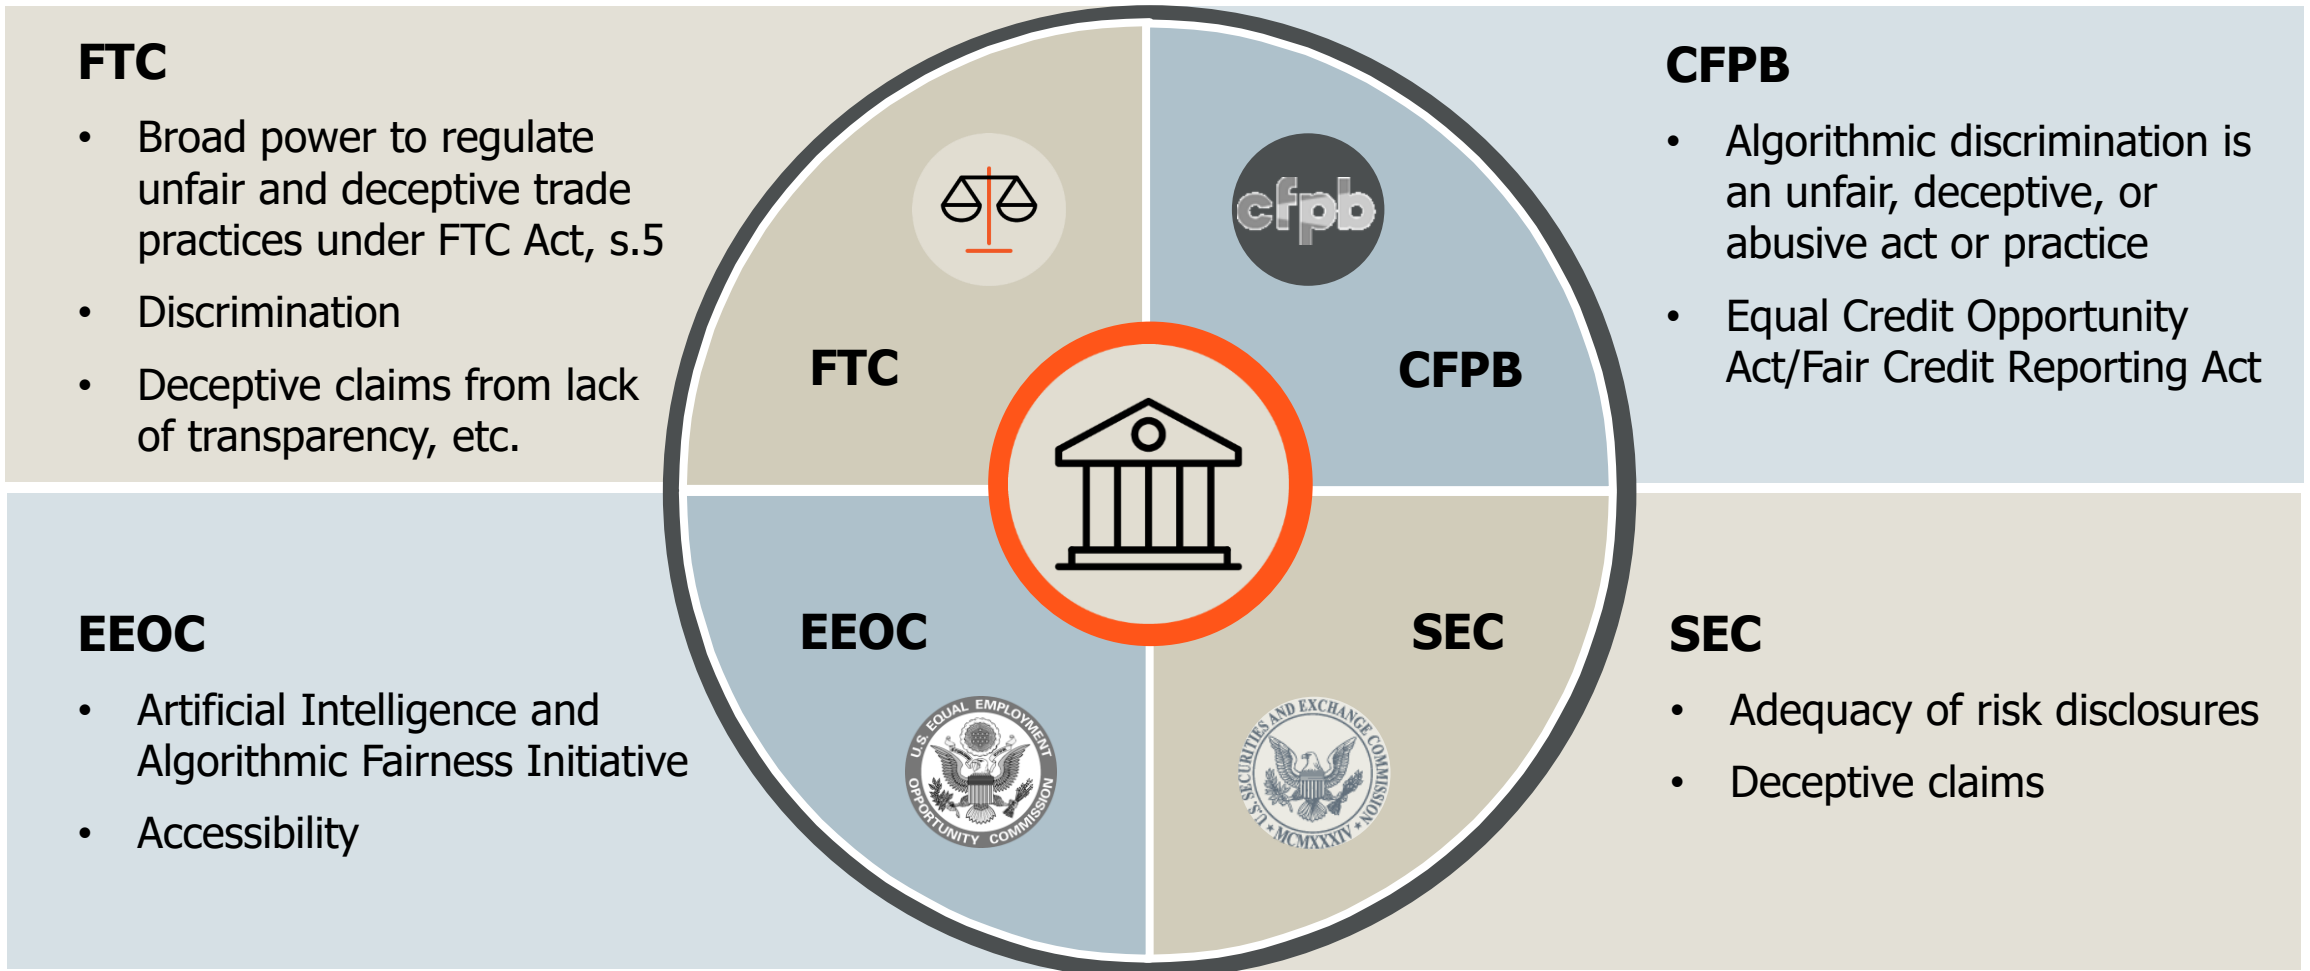 FTC
• Broad power to regulate
unfair and deceptive trade
practices under FTC Act, s.5
• Discrimination
• Deceptive claims from lack
of transparency, etc.
CFPB
• Algorithmic discrimination is
an unfair, deceptive, or
abusive act or practice
• Equal Credit Opportunity
Act/Fair Credit Reporting Act
cfpb
FTC
CFPB
EEOC
SEC
U.S. EQUAL EMPLOYMENT
OPPORTUNITY COMMISSION
U.S. SECURITIES AND EXCHANGE COMMISSION
MCMXXXIV
EEOC
• Artificial Intelligence and
Algorithmic Fairness Initiative
• Accessibility
SEC
• Adequacy of risk disclosures
• Deceptive claims